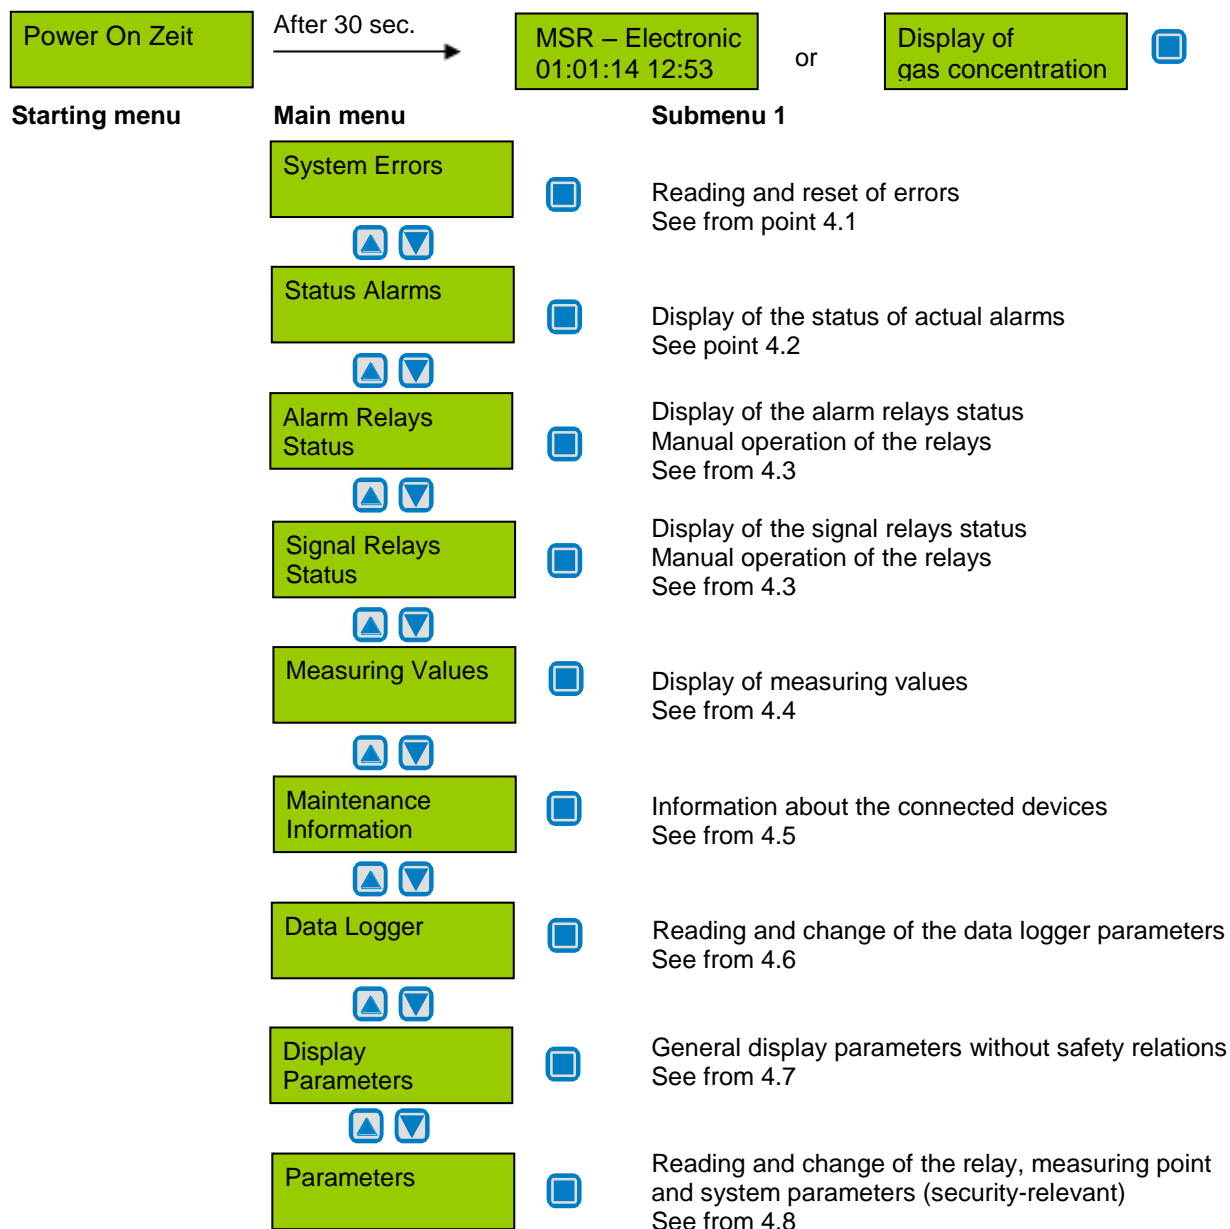 Power On Zeit
After 30 sec.
MSR – Electronic
01:01:14 12:53
or
Display of
gas concentration
Starting menu
Main menu
Submenu 1
System Errors
Reading and reset of errors
See from point 4.1
Status Alarms
Display of the status of actual alarms
See point 4.2
Alarm Relays
Status
Display of the alarm relays status
Manual operation of the relays
See from 4.3
Signal Relays
Status
Display of the signal relays status
Manual operation of the relays
See from 4.3
Measuring Values
Display of measuring values
See from 4.4
Maintenance
Information
Information about the connected devices
See from 4.5
Data Logger
Reading and change of the data logger parameters
See from 4.6
Display
Parameters
General display parameters without safety relations
See from 4.7
Parameters
Reading and change of the relay, measuring point
and system parameters (security-relevant)
See from 4.8